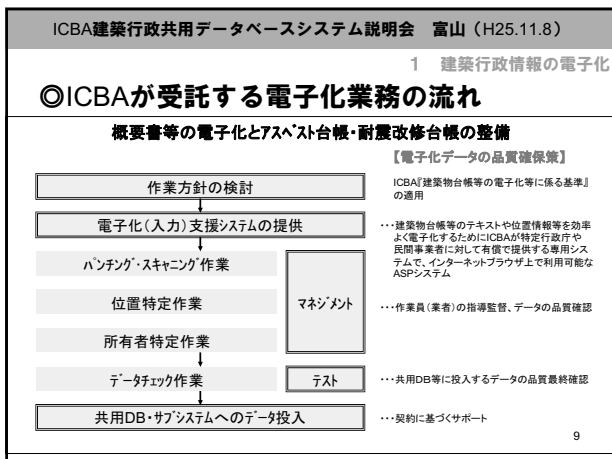 ICBA建築行政共用データベースシステム説明会　富山（H25.11.8）
1　建築行政情報の電子化
◎ICBAが受託する電子化業務の流れ
概要書等の電子化とｱｽﾍﾞｽﾄ台帳・耐震改修台帳の整備
【電子化データの品質確保策】
作業方針の検討
ICBA『建築物台帳等の電子化等に係る基準』
の適用
電子化（入力）支援ｼｽﾃﾑの提供
･･･建築物台帳等のテキストや位置情報等を効率
よく電子化するためにICBAが特定行政庁や
民間事業者に対して有償で提供する専用シス
テムで、インターネットブラウザ上で利用可能な
ASPシステム
ﾊﾟﾝﾁﾝｸﾞ･ｽｷｬﾆﾝｸﾞ作業
位置特定作業
ﾏﾈｼﾞﾒﾝﾄ
･･･作業員（業者）の指導監督、データの品質確認
所有者特定作業
ﾃﾞｰﾀﾁｪｯｸ作業
ﾃｽﾄ
･･･共用DB等に投入するデータの品質最終確認
共用DB・ｻﾌﾞｼｽﾃﾑへのﾃﾞｰﾀ投入
･･･契約に基づくサポート
9